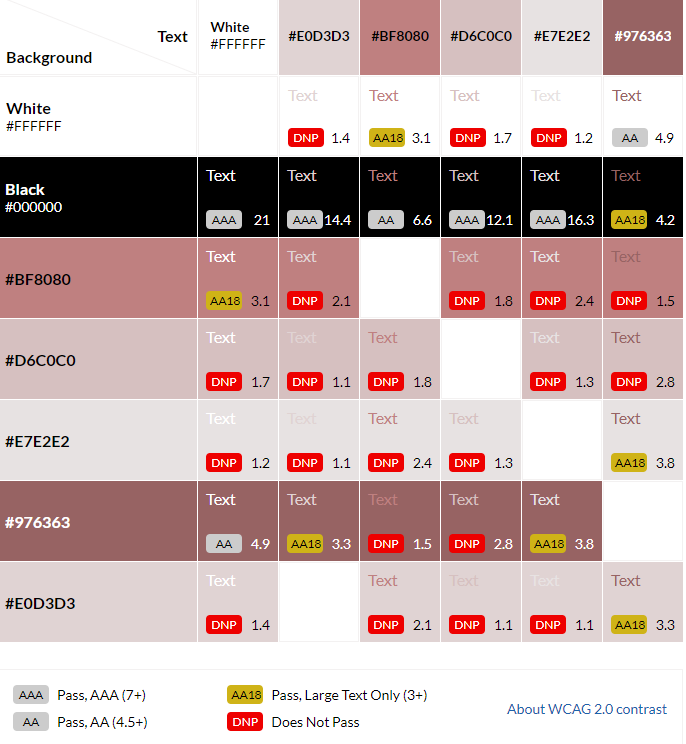 Text
Background
White
#FFFFFF
#E0D3D3
#BF8080
#D6C0C0
#E7E2E2
#976363
White
#FFFFFF
Text Text Text Text Text
DNP 1.4 AA18 3.1 DNP 1.7 DNP 1.2 AA 4.9
Black
#000000
Text Text Text Text Text Text
AAA 21 AAA 14.4 AA 6.6 AAA 12.1 AAA 16.3 AA18 4.2
#BF8080
Text Text Text Text Text
AA18 3.1 DNP 2.1 DNP 1.8 DNP 2.4 DNP 1.5
#D6C0C0
Text Text Text Text Text
DNP 1.7 DNP 1.1 DNP 1.8 DNP 1.3 DNP 2.8
#E7E2E2
Text Text Text Text Text
DNP 1.2 DNP 1.1 DNP 2.4 DNP 1.3 AA18 3.8
#976363
Text Text Text Text Text
AA 4.9 AA18 3.3 DNP 1.5 DNP 2.8 AA18 3.8
#E0D3D3
Text Text Text Text Text
DNP 1.4 DNP 2.1 DNP 1.1 DNP 1.1 AA18 3.3
AAA Pass, AAA (7+)
AA18 Pass, Large Text Only (3+)
AA Pass, AA (4.5+)
DNP Does Not Pass
About WCAG 2.0 contrast